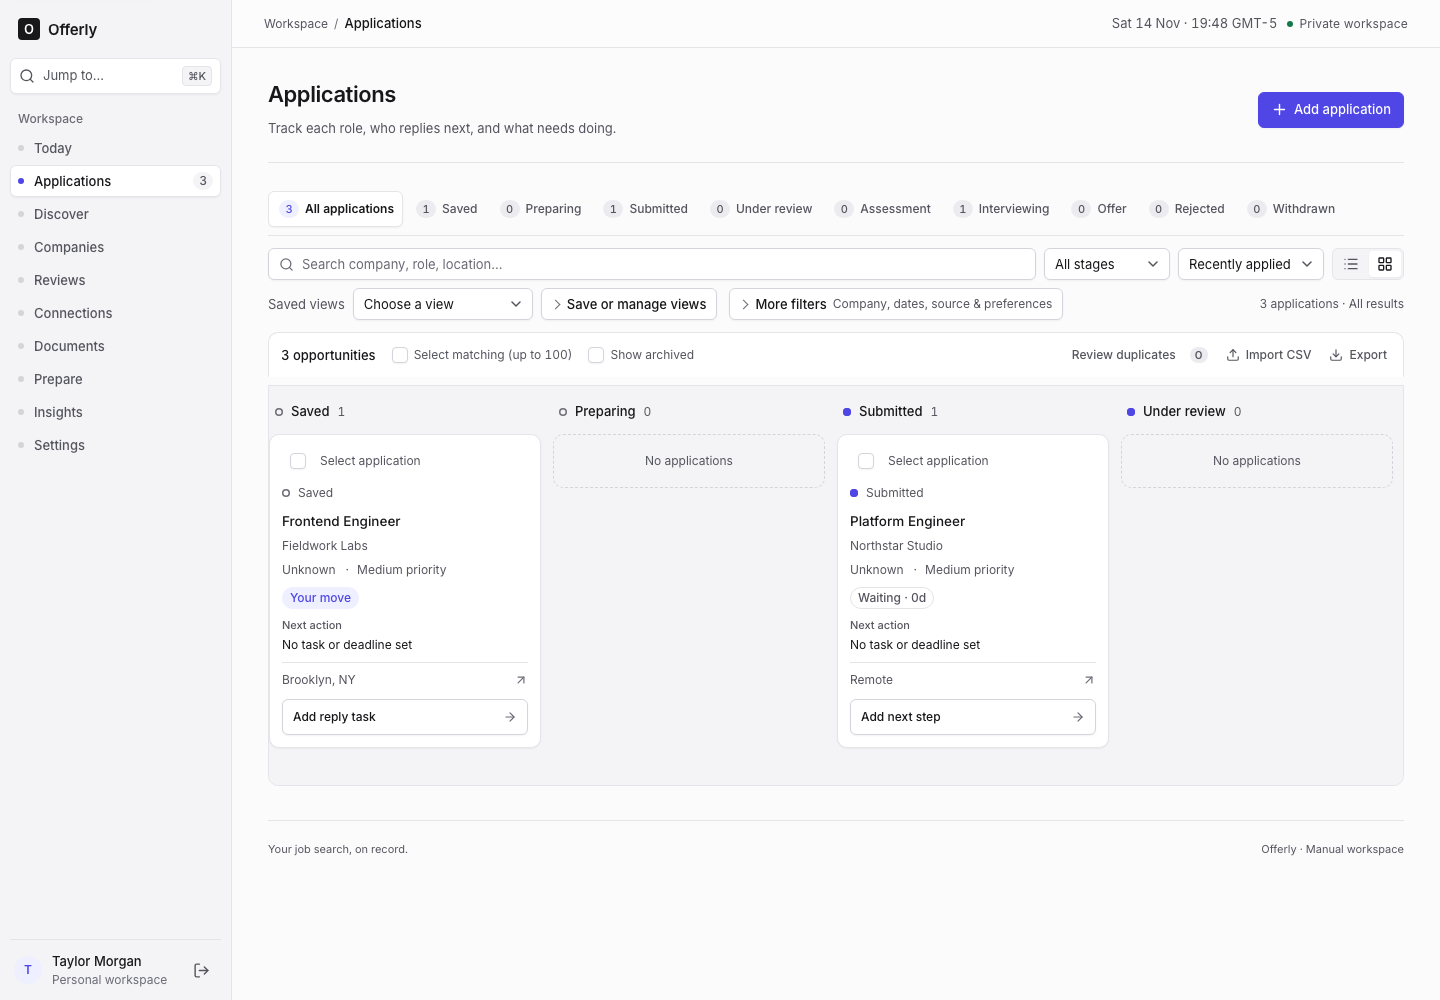 O Offerly
Jump to... ⌘K
Workspace
Today
Applications 3
Discover
Companies
Reviews
Connections
Documents
Prepare
Insights
Settings
T Taylor Morgan
Personal workspace
Workspace / Applications
Sat 14 Nov · 19:48 GMT-5 Private workspace
Applications
Track each role, who replies next, and what needs doing.
Add application
3 All applications 1 Saved 0 Preparing 1 Submitted 0 Under review 0 Assessment 1 Interviewing 0 Offer 0 Rejected 0 Withdrawn
Search company, role, location... All stages Recently applied
Saved views Choose a view Save or manage views More filters Company, dates, source & preferences 3 applications · All results
3 opportunities Select matching (up to 100) Show archived Review duplicates 0 Import CSV Export
Saved 1
Select application
Saved
Frontend Engineer
Fieldwork Labs
Unknown · Medium priority
Your move
Next action
No task or deadline set
Brooklyn, NY
Add reply task
Preparing 0
No applications
Submitted 1
Select application
Submitted
Platform Engineer
Northstar Studio
Unknown · Medium priority
Waiting · 0d
Next action
No task or deadline set
Remote
Add next step
Under review 0
No applications
Your job search, on record.
Offerly · Manual workspace